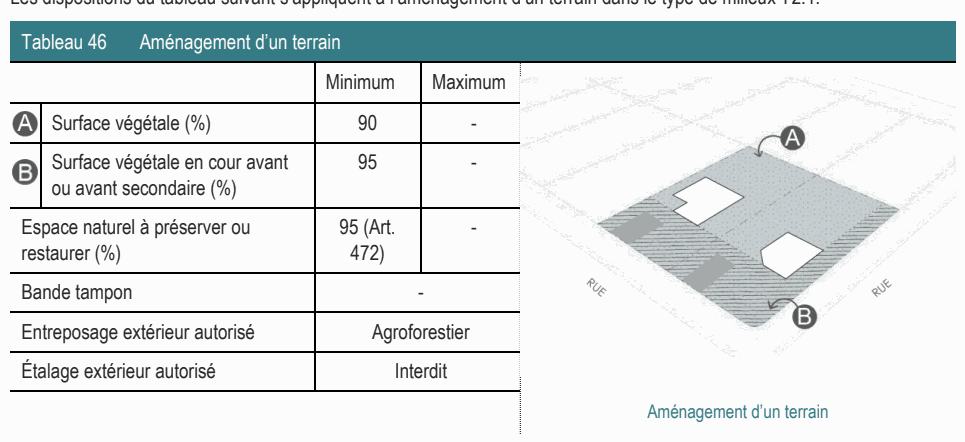 Les dispositions du tableau suivant s'appliquent à l'aménagement d'un terrain dans le type de milieux T2.1.
Tableau 46 Aménagement d'un terrain
Minimum Maximum
A Surface végétale (%) 90 -
B Surface végétale en cour avant ou avant secondaire (%) 95 -
Espace naturel à préserver ou restaurer (%) 95 (Art. 472) -
Bande tampon -
Entreposage extérieur autorisé Agroforestier
Étalage extérieur autorisé Interdit
A
RUE
RUE
B
Aménagement d'un terrain